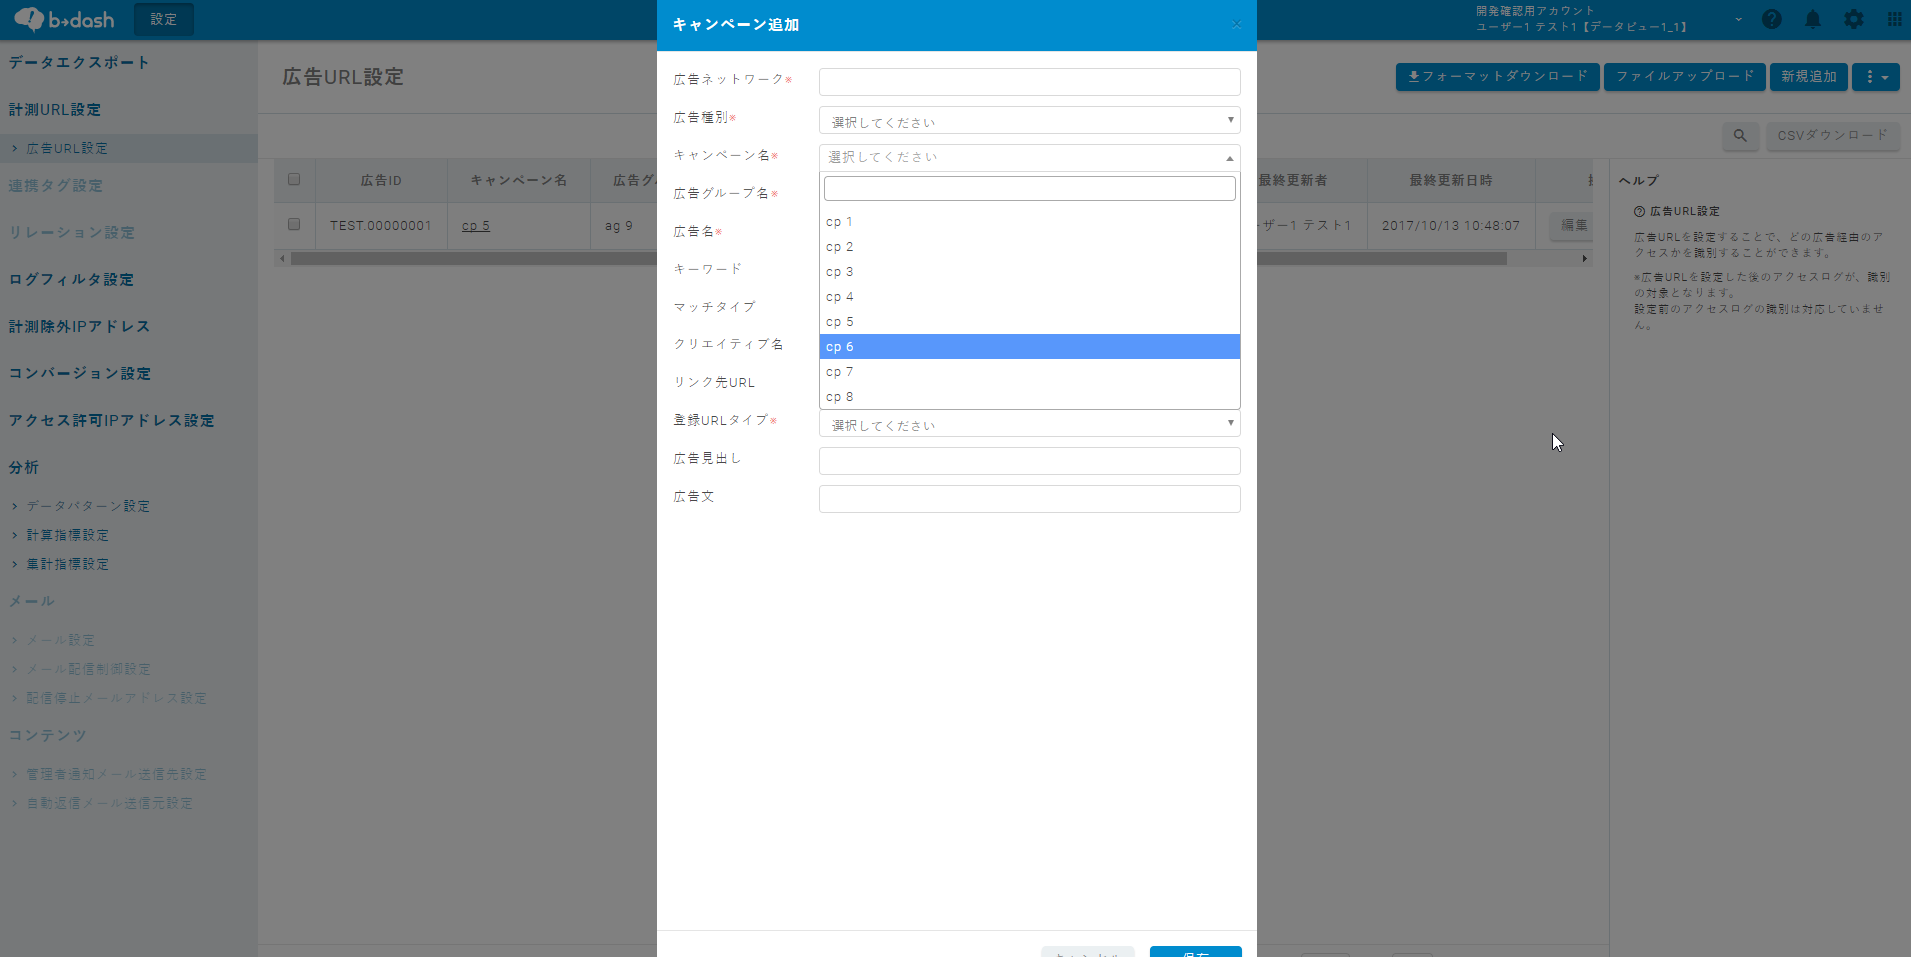 b→dash
設定
開発確認用アカウント
ユーザー1 テスト1【データビュー1_1】
データエクスポート
計測URL設定
広告URL設定
連携タグ設定
リレーション設定
ログフィルタ設定
計測除外IPアドレス
コンバージョン設定
アクセス許可IPアドレス設定
分析
データパターン設定
計算指標設定
集計指標設定
メール
メール設定
メール配信制御設定
配信停止メールアドレス設定
コンテンツ
管理者通知メール送信先設定
自動返信メール送信元設定
広告URL設定
フォーマットダウンロード
ファイルアップロード
新規追加
CSVダウンロード
広告ID
キャンペーン名
広告グ
最終更新者
最終更新日時
TEST.00000001
cp 5
ag 9
ーザー1 テスト1
2017/10/13 10:48:07
編集
キャンペーン追加
×
広告ネットワーク※
広告種別※
選択してください
キャンペーン名※
選択してください
cp 1
cp 2
cp 3
cp 4
cp 5
cp 6
cp 7
cp 8
広告グループ名※
広告名※
キーワード
マッチタイプ
クリエイティブ名
リンク先URL
登録URLタイプ※
選択してください
広告見出し
広告文
キャンセル
保存
ヘルプ
広告URL設定
広告URLを設定することで、どの広告経由のア
クセスかを識別することができます。
※広告URLを設定した後のアクセスログが、識別
の対象となります。
設定前のアクセスログの識別は対応していませ
ん。